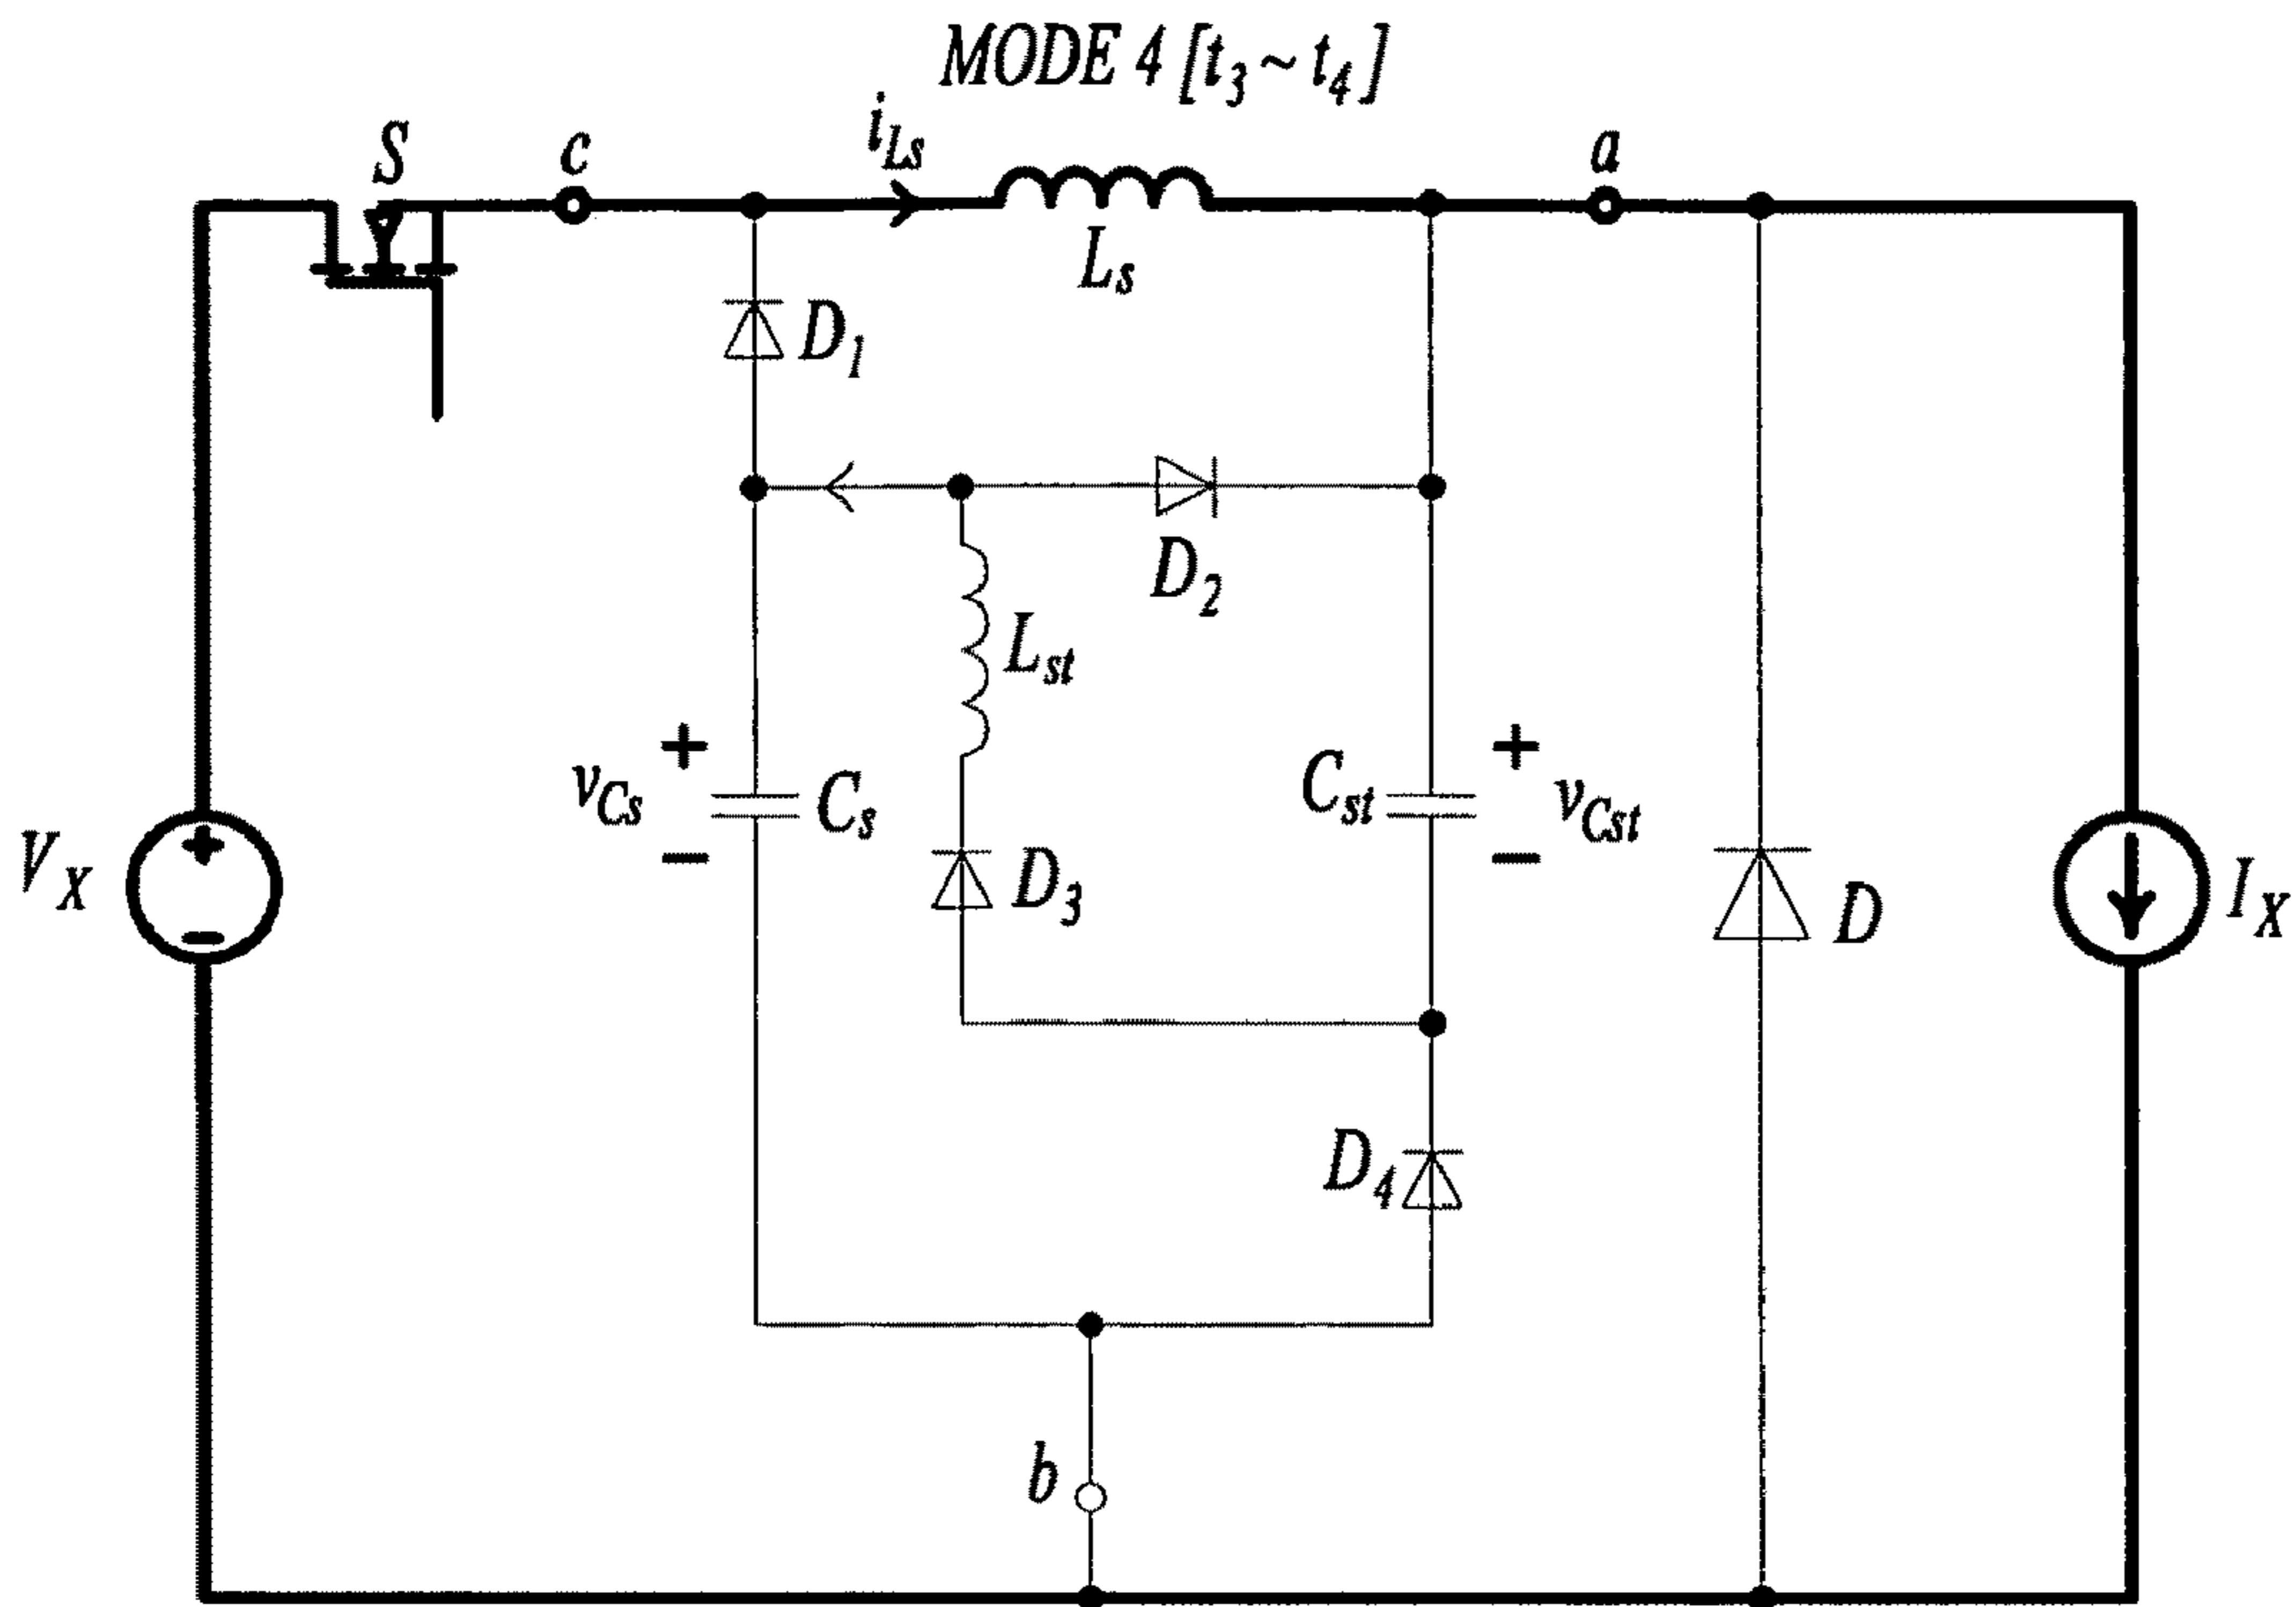 MODE 4 [t3 ~ t4]
S
c
iLs
a
Ls
D1
D2
Lst
+
+
vCs
Cs
Cst
vCst
−
−
VX
+
−
D3
D
IX
D4
b